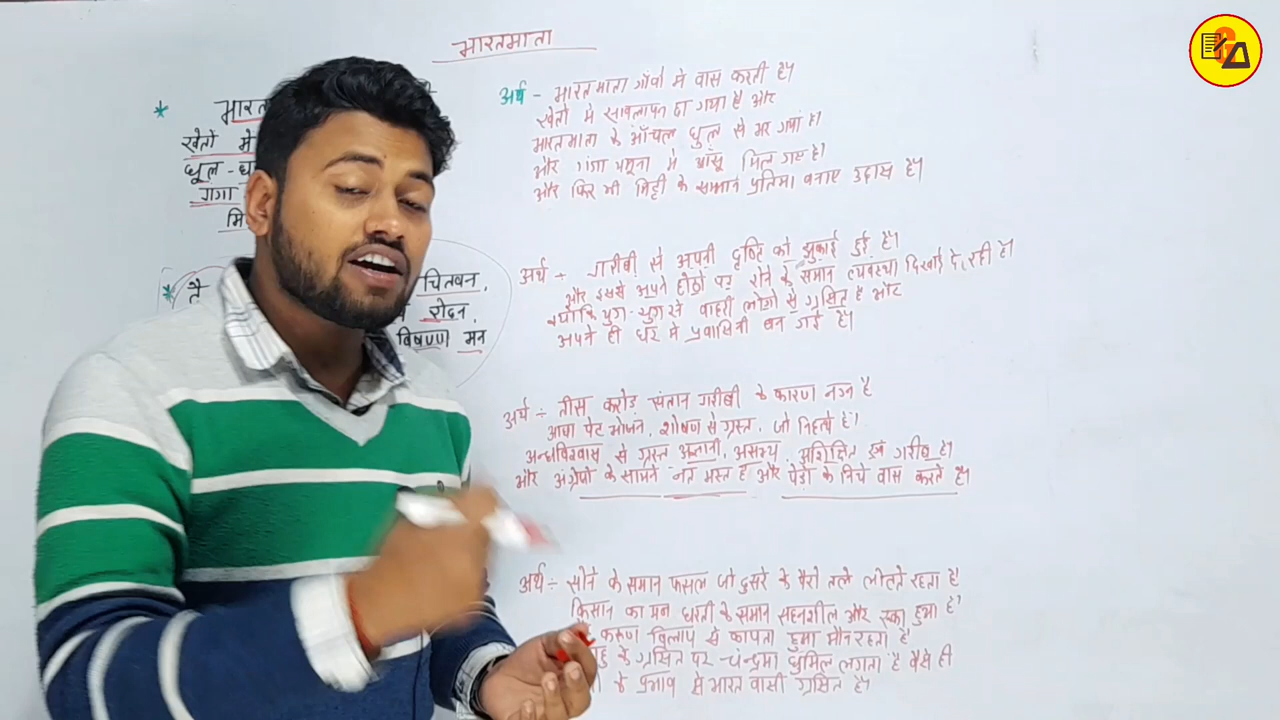 भारतमाता
* भारत
खेतों में
धूल-
गंगा
मि
* तै
चितवन,
रोदन,
विषण्ण मन
अर्थ - भारतमाता गाँवों में वास करती है।
खेतों में सावलापन छा गया है और
भारतमाता के आँचल धुल से भर गया है।
और गंगा यमुना में आँसू मिल गए है।
और फिर भी मिट्टी के समान प्रतिमा बनाए उदास है।
अर्थ ÷ गरीबी से अपनी दृष्टि को झुकाई हुई है।
और इससे अपने होठो पर रोने के समान व्यवस्था दिखाई दे रही है।
क्योंकि युग-युग से बाहरी लोगो से ग्रसित है और
अपने ही घर में प्रवासिनी बन गई है।
अर्थ ÷ तीस करोड़ संतान गरीबी के कारण नग्न है
आधा पेट भोजन, शोषण से ग्रस्त, जो निहत्थे है।
अन्धविश्वास से ग्रस्त अज्ञानी, असभ्य, अशिक्षित एवं गरीब है।
और अंग्रेजो के सामने नत मस्त है और पेड़ो के निचे वास करते है।
अर्थ ÷ सोने के समान फसल जो दुसरे के पैरो तले लौतते रहता है
किसान का मन धरती के समान सहनशील और रुका हुआ है
करुण विलाप से कापता हुआ मौन रहता है
के ग्रसित पर चंद्रमा धुमिल लगता है वैसे ही
के प्रभाव से भारत वासी ग्रसित है।